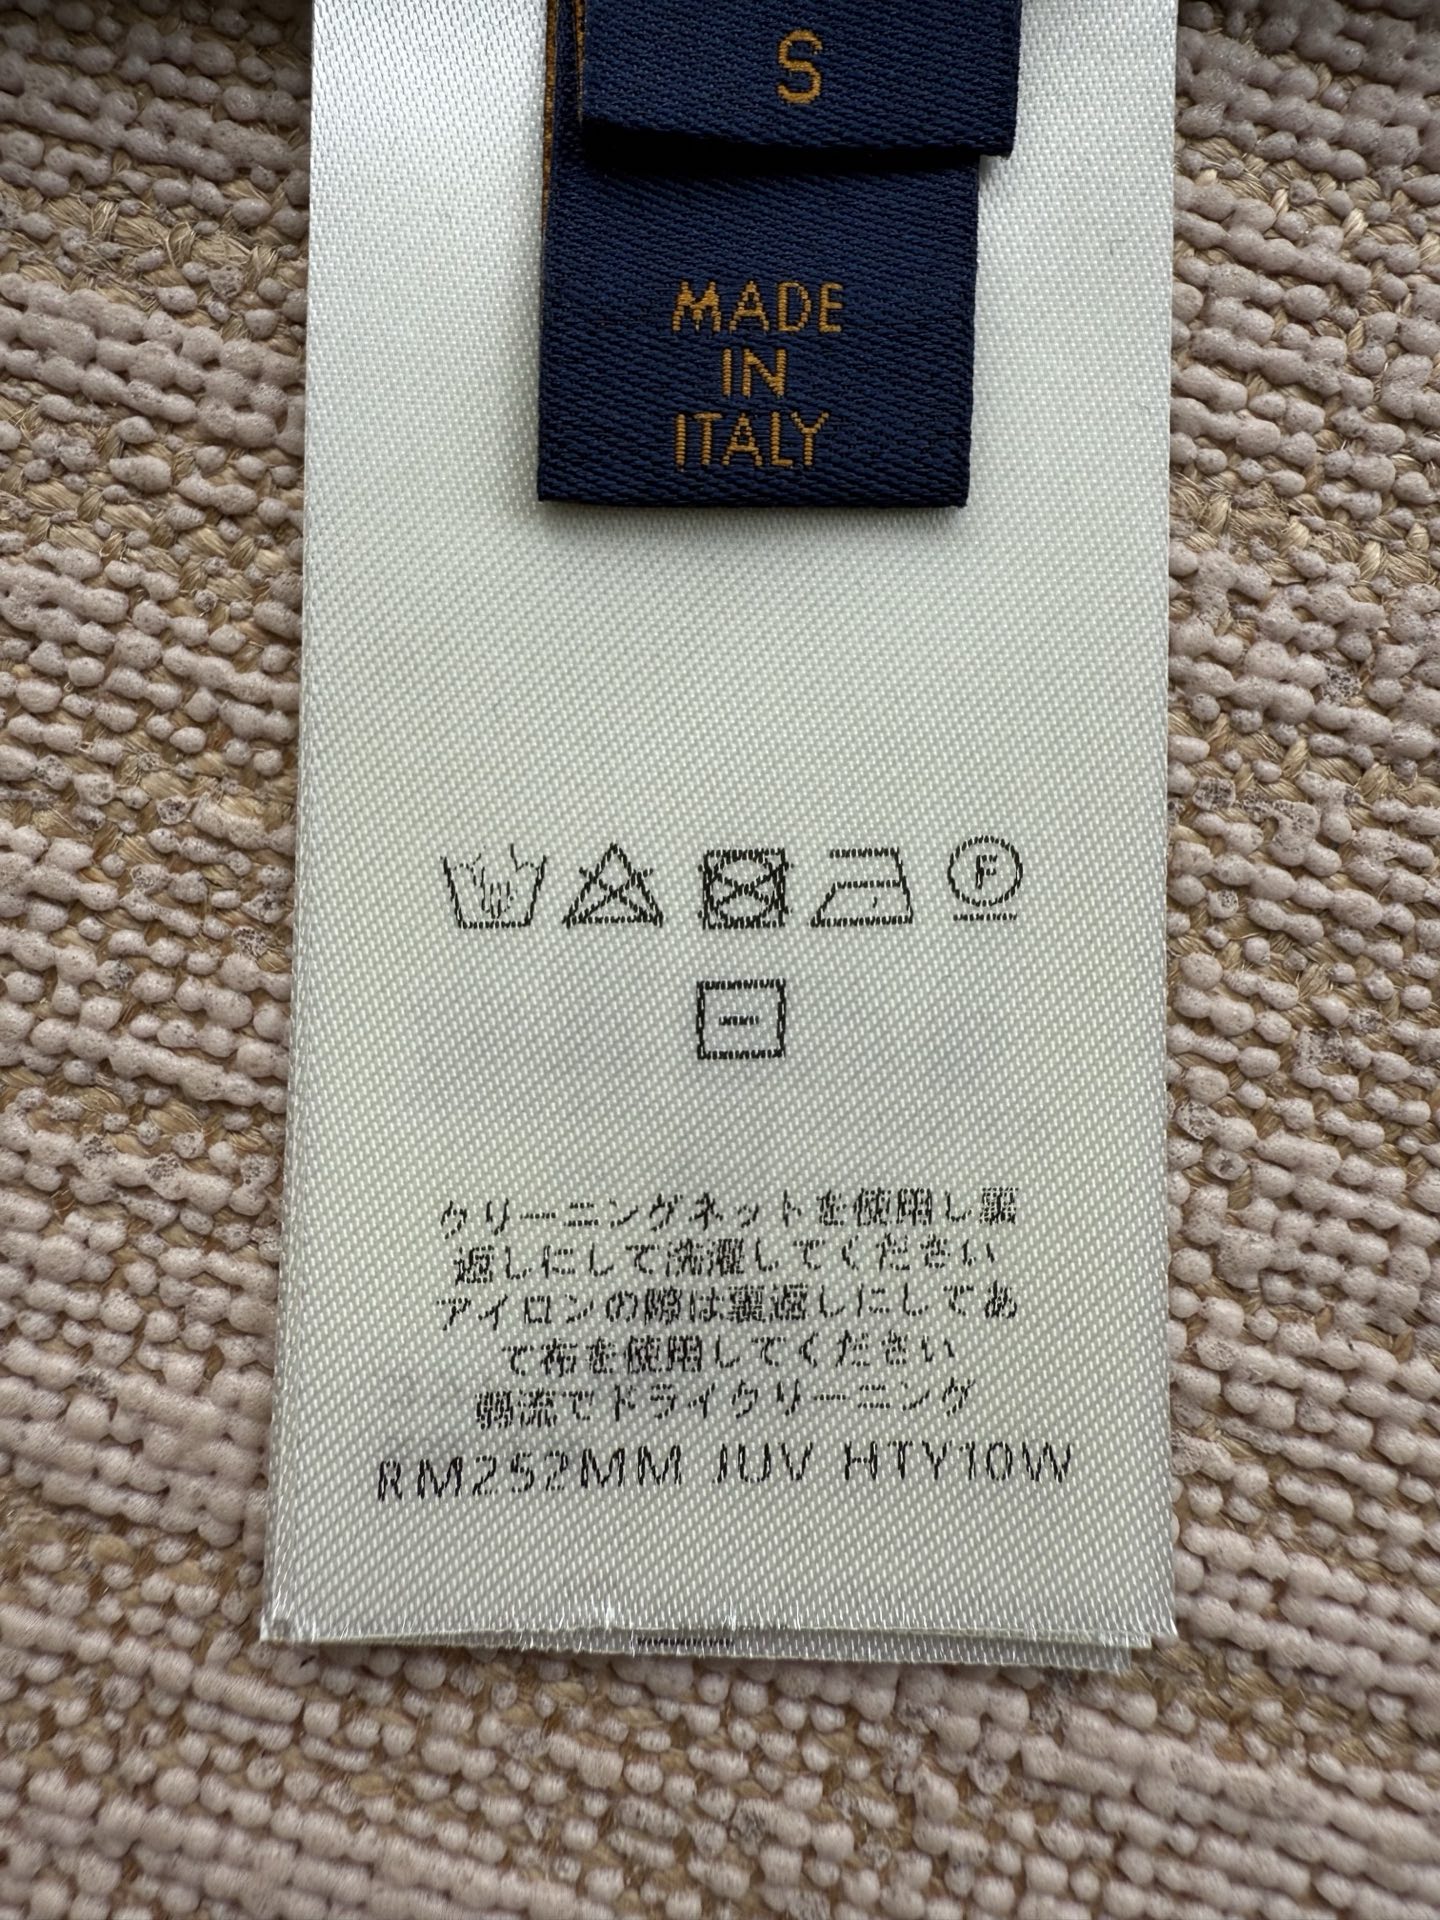 S
MADE
IN
ITALY
F
クリーニングネットを使用し裏
返しにして洗濯してください
アイロンの際は裏返しにしてあ
て布を使用してください
弱流でドライクリーニング
RM252MM JUV HTY10W